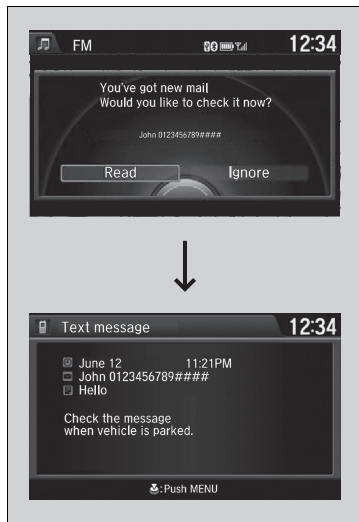 FM
12:34
You've got new mail
Would you like to check it now?
John 0123456789####
Read
Ignore
Text message
12:34
June 12 11:21PM
John 0123456789####
Hello
Check the message
when vehicle is parked.
:Push MENU